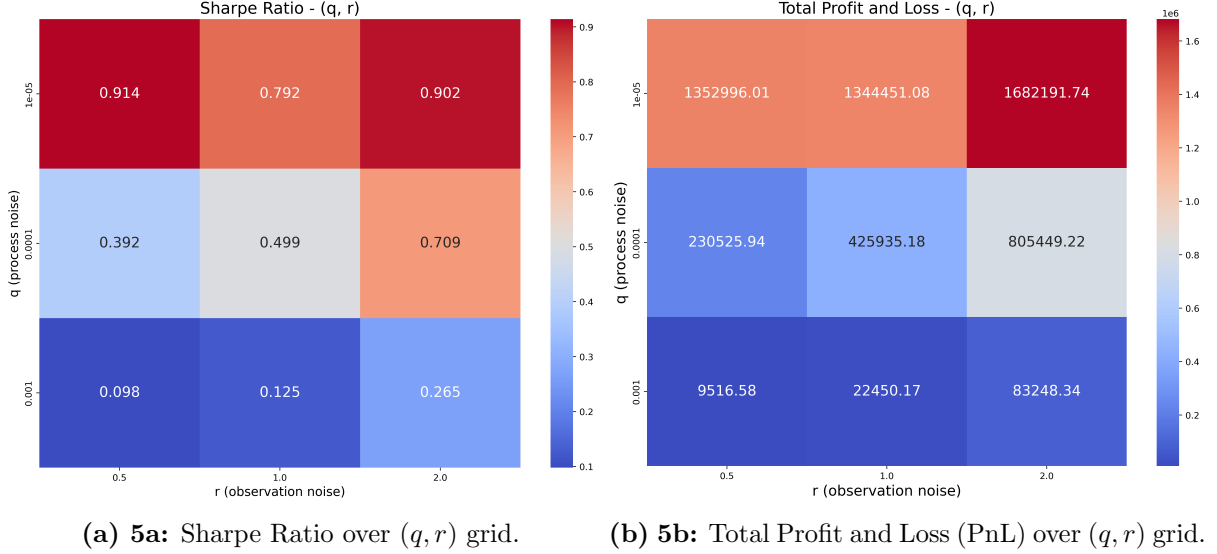 Sharpe Ratio - (q, r)
q (process noise)
1e-05
0.0001
0.001
0.914 0.792 0.902
0.392 0.499 0.709
0.098 0.125 0.265
0.5 1.0 2.0
r (observation noise)
0.9
0.8
0.7
0.6
0.5
0.4
0.3
0.2
0.1
(a) 5a: Sharpe Ratio over (q, r) grid.
Total Profit and Loss - (q, r)
1e6
q (process noise)
1e-05
0.0001
0.001
1352996.01 1344451.08 1682191.74
230525.94 425935.18 805449.22
9516.58 22450.17 83248.34
0.5 1.0 2.0
r (observation noise)
1.6
1.4
1.2
1.0
0.8
0.6
0.4
0.2
(b) 5b: Total Profit and Loss (PnL) over (q, r) grid.